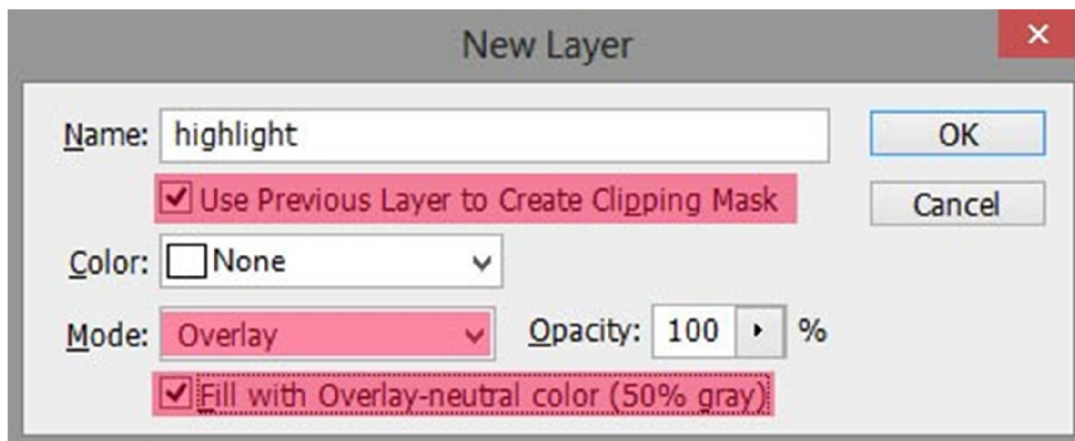 New Layer
Name: highlight OK
Use Previous Layer to Create Clipping Mask Cancel
Color: None
Mode: Overlay Opacity: 100 %
Fill with Overlay-neutral color (50% gray)